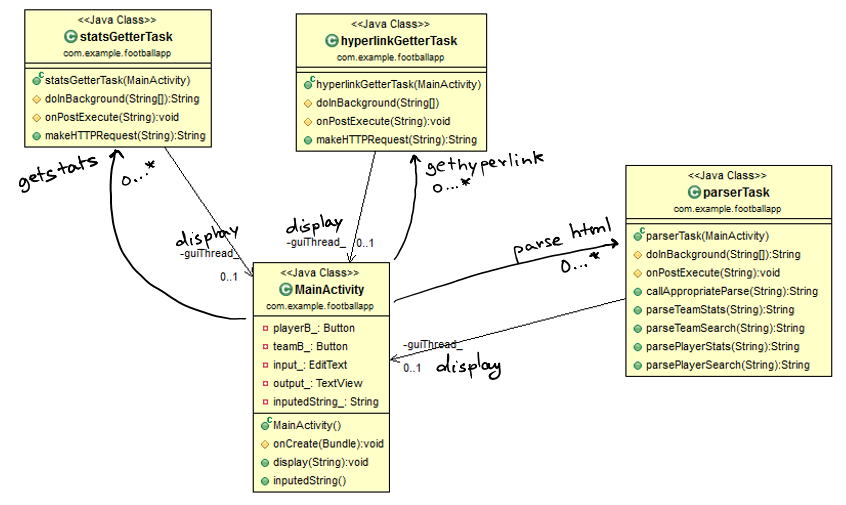 <<Java Class>>
statsGetterTask
com.example.footballapp
statsGetterTask(MainActivity)
doInBackground(String[]):String
onPostExecute(String):void
makeHTTPRequest(String):String
<<Java Class>>
hyperlinkGetterTask
com.example.footballapp
hyperlinkGetterTask(MainActivity)
doInBackground(String[])
onPostExecute(String):void
makeHTTPRequest(String):String
getstats
0...*
gethyperlink
0...*
display
-guiThread_
0..1
display
-guiThread_
0..1
parse html
0...*
<<Java Class>>
parserTask
com.example.footballapp
parserTask(MainActivity)
doInBackground(String[]):String
onPostExecute(String):void
callAppropriateParse(String):String
parseTeamStats(String):String
parseTeamSearch(String):String
parsePlayerStats(String):String
parsePlayerSearch(String):String
<<Java Class>>
MainActivity
com.example.footballapp
playerB_: Button
teamB_: Button
input_: EditText
output_: TextView
inputedString_: String
MainActivity()
onCreate(Bundle):void
display(String):void
inputedString()
-guiThread_
0..1
display